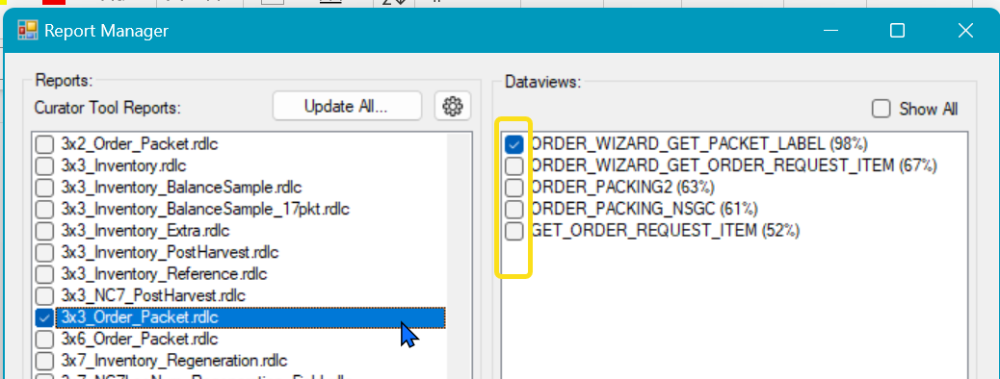 Report Manager
Reports:
Curator Tool Reports:
Update All...
3x2_Order_Packet.rdlc
3x3_Inventory.rdlc
3x3_Inventory_BalanceSample.rdlc
3x3_Inventory_BalanceSample_17pkt.rdlc
3x3_Inventory_Extra.rdlc
3x3_Inventory_PostHarvest.rdlc
3x3_Inventory_Reference.rdlc
3x3_NC7_PostHarvest.rdlc
3x3_Order_Packet.rdlc
3x6_Order_Packet.rdlc
3x7_Inventory_Regeneration.rdlc
Dataviews:
Show All
ORDER_WIZARD_GET_PACKET_LABEL (98%)
ORDER_WIZARD_GET_ORDER_REQUEST_ITEM (67%)
ORDER_PACKING2 (63%)
ORDER_PACKING_NSGC (61%)
GET_ORDER_REQUEST_ITEM (52%)